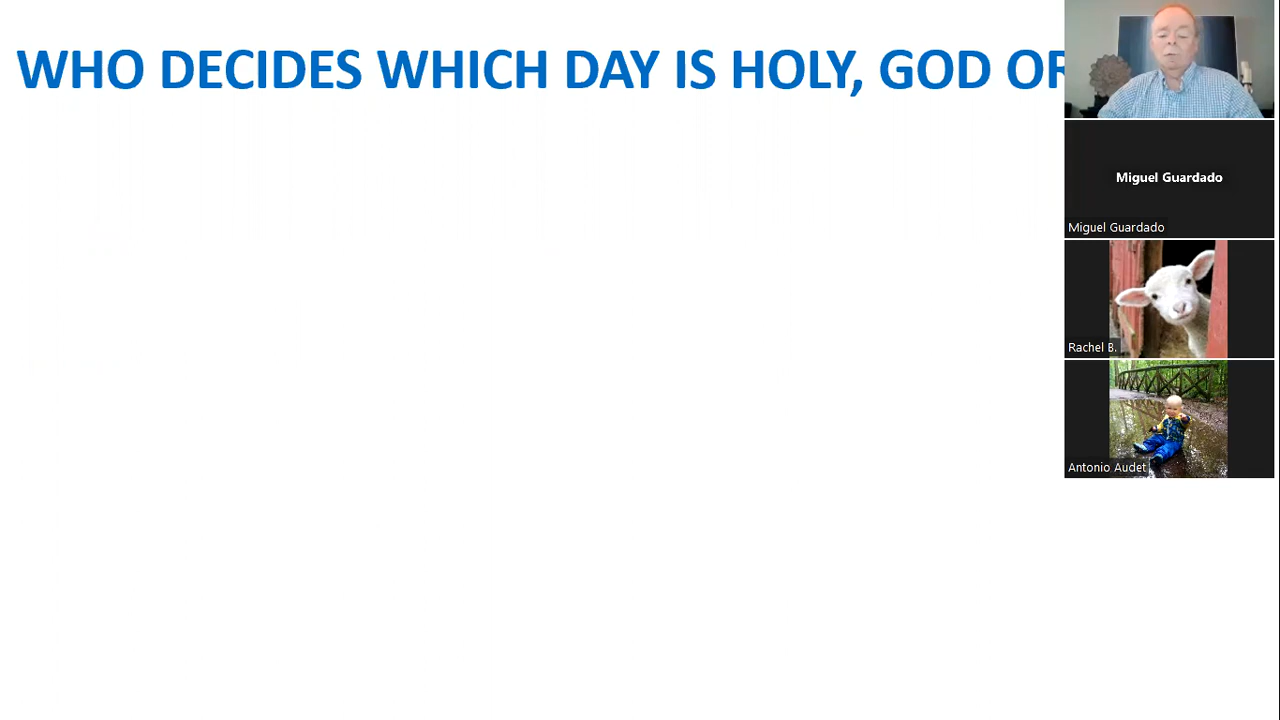 WHO DECIDES WHICH DAY IS HOLY, GOD OR
Miguel Guardado
Miguel Guardado
Rachel B.
Antonio Audet